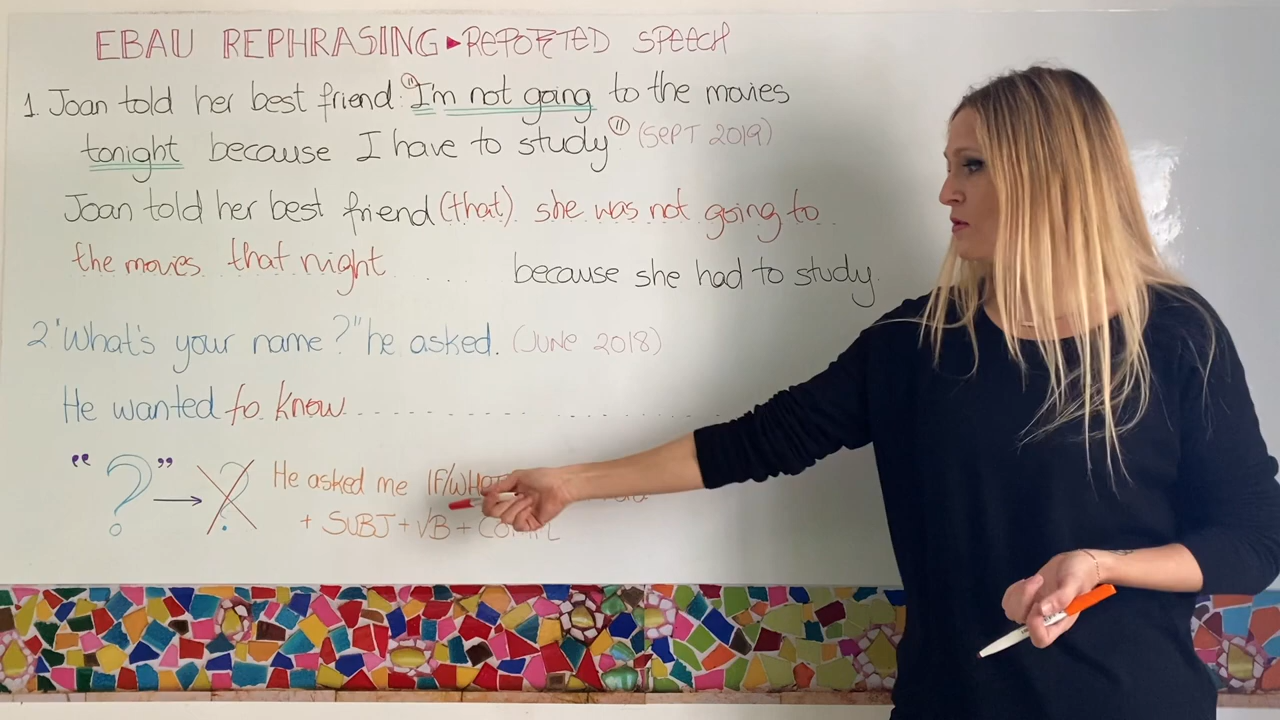 EBAU REPHRASING ▸ REPORTED SPEECH
1. Joan told her best friend: "I'm not going to the movies
tonight because I have to study" (SEPT 2019)
Joan told her best friend (that) she was not going to
the movies that night ... because she had to study.
2 "What's your name?" he asked. (JUNE 2018)
He wanted to know....................
" ? " → ? He asked me IF/WHAT
+ SUBJ + VB + COMPL